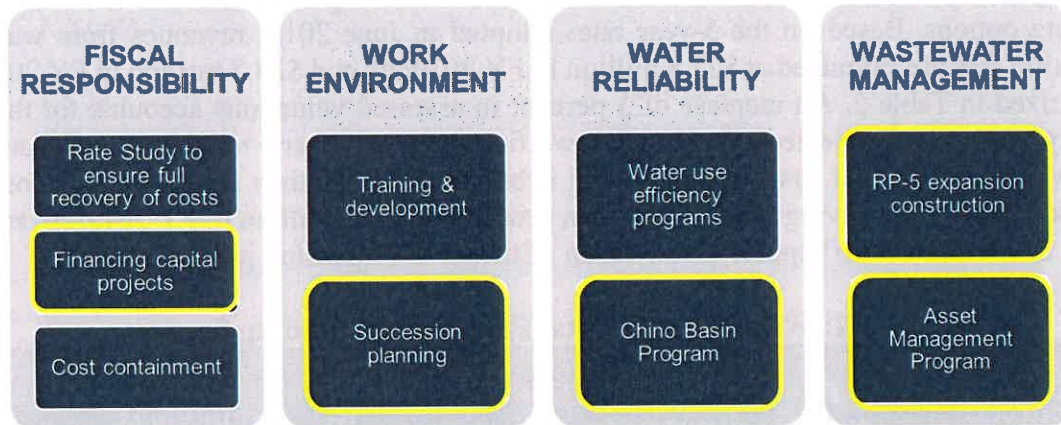 FISCAL
RESPONSIBILITY
Rate Study to
ensure full
recovery of costs
Financing capital
projects
Cost containment
WORK
ENVIRONMENT
Training &
development
Succession
planning
WATER
RELIABILITY
Water use
efficiency
programs
Chino Basin
Program
WASTEWATER
MANAGEMENT
RP-5 expansion
construction
Asset
Management
Program